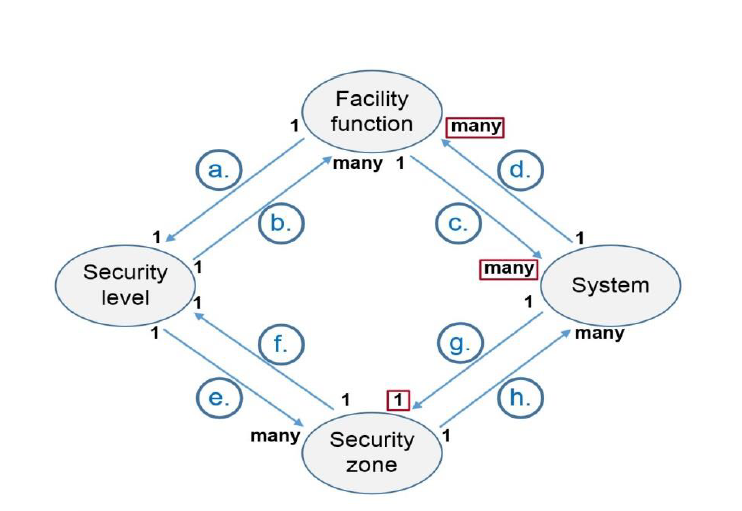 Facility
function
1
many
many 1
a.
d.
b.
c.
1
1
1
many
Security
level
System
1
1
1
many
f.
g.
e.
h.
1
1
many
1
Security
zone